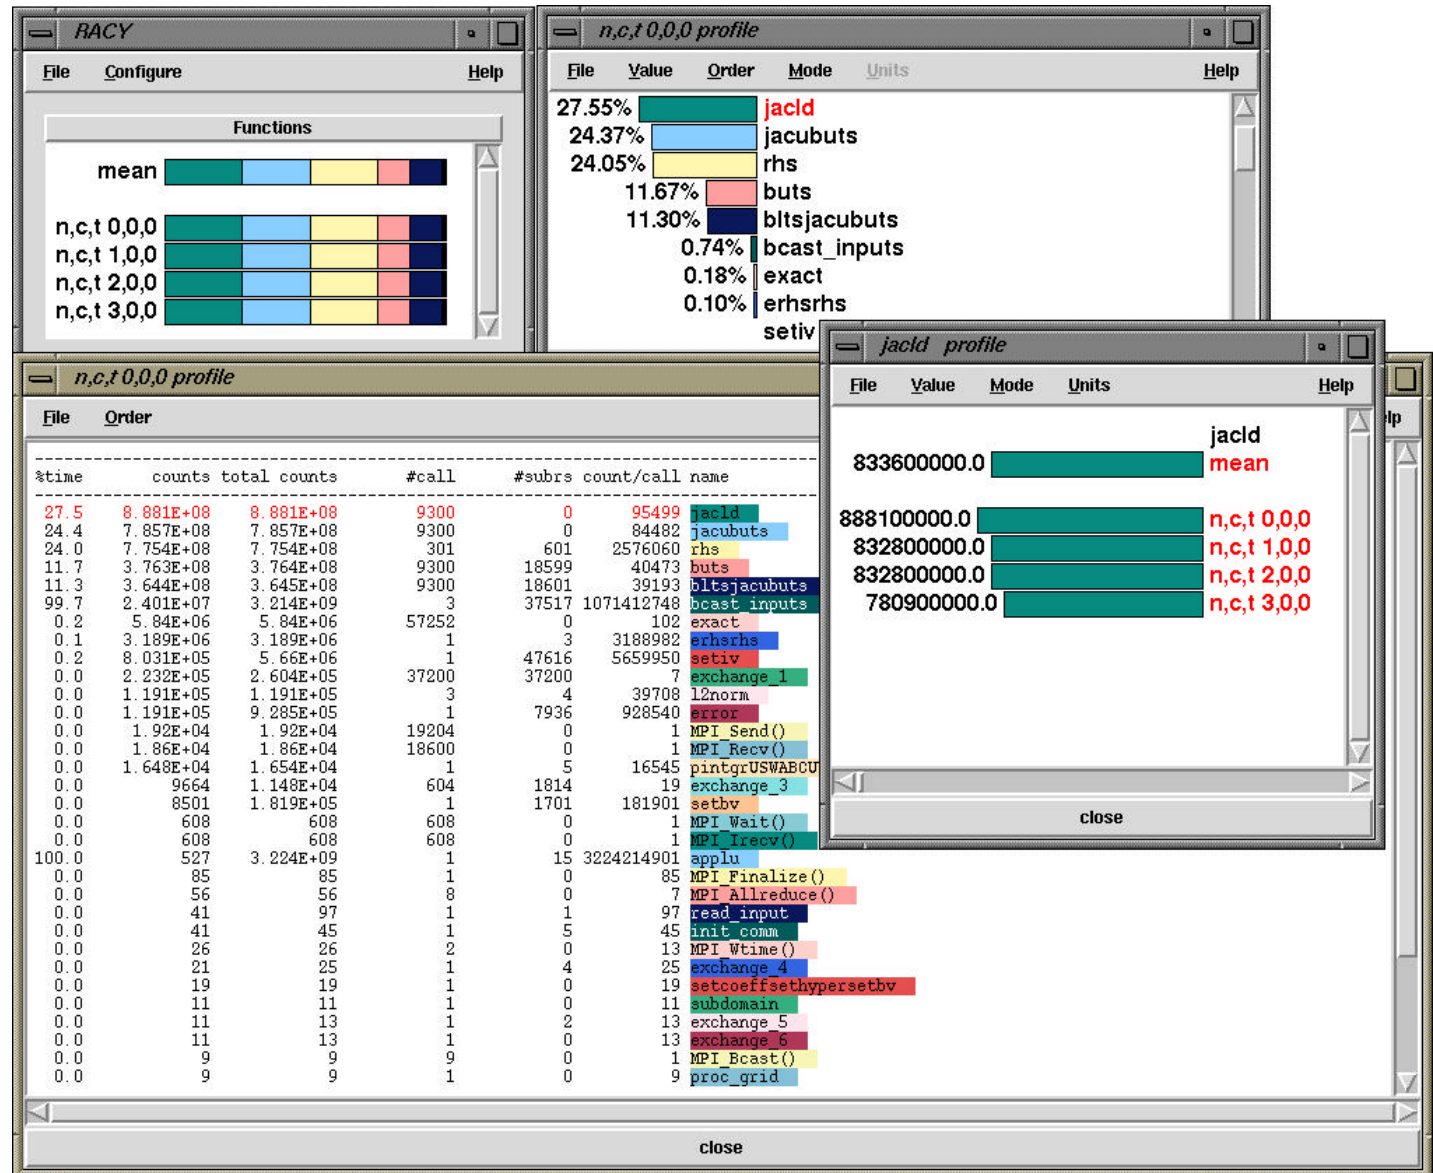 RACY
File Configure Help
Functions
mean
n,c,t 0,0,0
n,c,t 1,0,0
n,c,t 2,0,0
n,c,t 3,0,0
n,c,t 0,0,0 profile
File Value Order Mode Units Help
27.55% jacld
24.37% jacubuts
24.05% rhs
11.67% buts
11.30% bltsjacubuts
0.74% bcast_inputs
0.18% exact
0.10% erhsrhs
setiv
jacld profile
File Value Mode Units Help
jacld
833600000.0 mean
888100000.0 n,c,t 0,0,0
832800000.0 n,c,t 1,0,0
832800000.0 n,c,t 2,0,0
780900000.0 n,c,t 3,0,0
close
n,c,t 0,0,0 profile
File Order lp
%time counts total counts #call #subrs count/call name
27.5 8.881E+08 8.881E+08 9300 0 95499 jacld
24.4 7.857E+08 7.857E+08 9300 0 84482 jacubuts
24.0 7.754E+08 7.754E+08 301 601 2576060 rhs
11.7 3.763E+08 3.764E+08 9300 18599 40473 buts
11.3 3.644E+08 3.645E+08 9300 18601 39193 bltsjacubuts
99.7 2.401E+07 3.214E+09 3 37517 1071412748 bcast_inputs
0.2 5.84E+06 5.84E+06 57252 0 102 exact
0.1 3.189E+06 3.189E+06 1 3 3188982 erhsrhs
0.2 8.031E+05 5.66E+06 1 47616 5659950 setiv
0.0 2.232E+05 2.604E+05 37200 37200 7 exchange_1
0.0 1.191E+05 1.191E+05 3 4 39708 l2norm
0.0 1.191E+05 9.285E+05 1 7936 928540 error
0.0 1.92E+04 1.92E+04 19204 0 1 MPI_Send()
0.0 1.86E+04 1.86E+04 18600 0 1 MPI_Recv()
0.0 1.648E+04 1.654E+04 1 5 16545 pintgrUSWABCU
0.0 9664 1.148E+04 604 1814 19 exchange_3
0.0 8501 1.819E+05 1 1701 181901 setbv
0.0 608 608 608 0 1 MPI_Wait()
0.0 608 608 608 0 1 MPI_Irecv()
100.0 527 3.224E+09 1 15 3224214901 applu
0.0 85 85 1 0 85 MPI_Finalize()
0.0 56 56 8 0 7 MPI_Allreduce()
0.0 41 97 1 1 97 read_input
0.0 41 45 1 5 45 init_comm
0.0 26 26 2 0 13 MPI_Wtime()
0.0 21 25 1 4 25 exchange_4
0.0 19 19 1 0 19 setcoeffsethypersetbv
0.0 11 11 1 0 11 subdomain
0.0 11 13 1 2 13 exchange_5
0.0 11 13 1 0 13 exchange_6
0.0 9 9 9 0 1 MPI_Bcast()
0.0 9 9 1 0 9 proc_grid
close